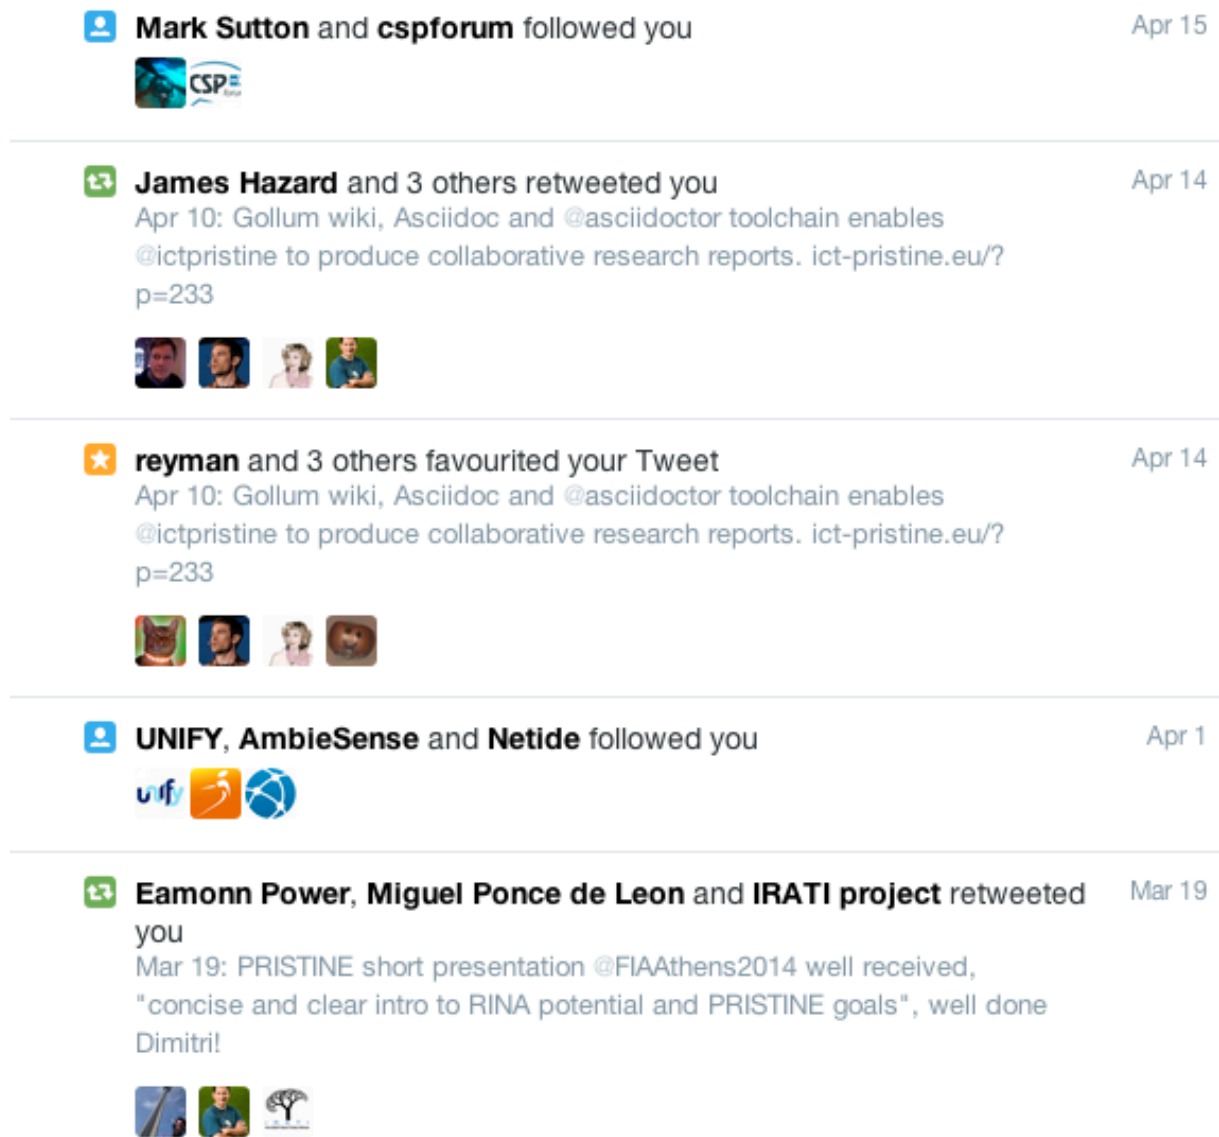 Mark Sutton and cspforum followed you
Apr 15
CSP
forum
James Hazard and 3 others retweeted you
Apr 14
Apr 10: Gollum wiki, Asciidoc and @asciidoctor toolchain enables
@ictpristine to produce collaborative research reports. ict-pristine.eu/?
p=233
reyman and 3 others favourited your Tweet
Apr 14
Apr 10: Gollum wiki, Asciidoc and @asciidoctor toolchain enables
@ictpristine to produce collaborative research reports. ict-pristine.eu/?
p=233
UNIFY, AmbieSense and Netide followed you
Apr 1
unify
Eamonn Power, Miguel Ponce de Leon and IRATI project retweeted
Mar 19
you
Mar 19: PRISTINE short presentation @FIAAthens2014 well received,
"concise and clear intro to RINA potential and PRISTINE goals", well done
Dimitri!
IRATI